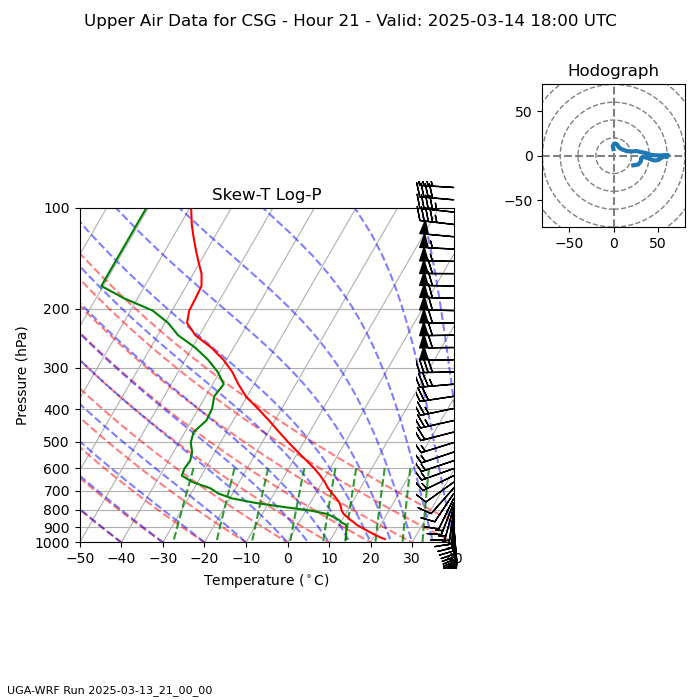 Upper Air Data for CSG - Hour 21 - Valid: 2025-03-14 18:00 UTC
Hodograph
50
0
−50
−50 0 50
Skew-T Log-P
100
200
300
400
500
600
700
800
900
1000
Pressure (hPa)
−50 −40 −30 −20 −10 0 10 20 30
Temperature (°C)
UGA-WRF Run 2025-03-13_21_00_00